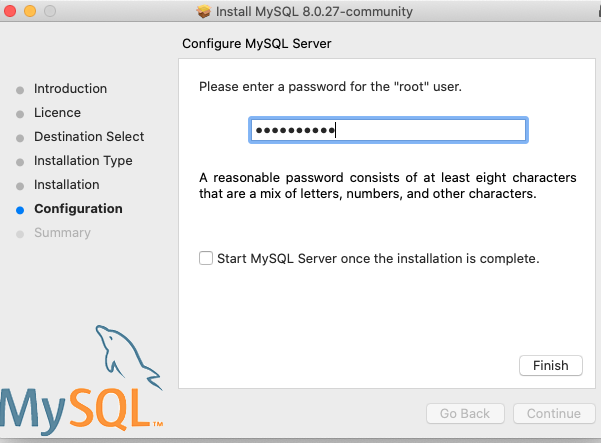 Install MySQL 8.0.27-community
Configure MySQL Server
Introduction
Licence
Destination Select
Installation Type
Installation
Configuration
Summary
Please enter a password for the "root" user.
••••••••••
A reasonable password consists of at least eight characters
that are a mix of letters, numbers, and other characters.
Start MySQL Server once the installation is complete.
Finish
MySQL™
Go Back
Continue